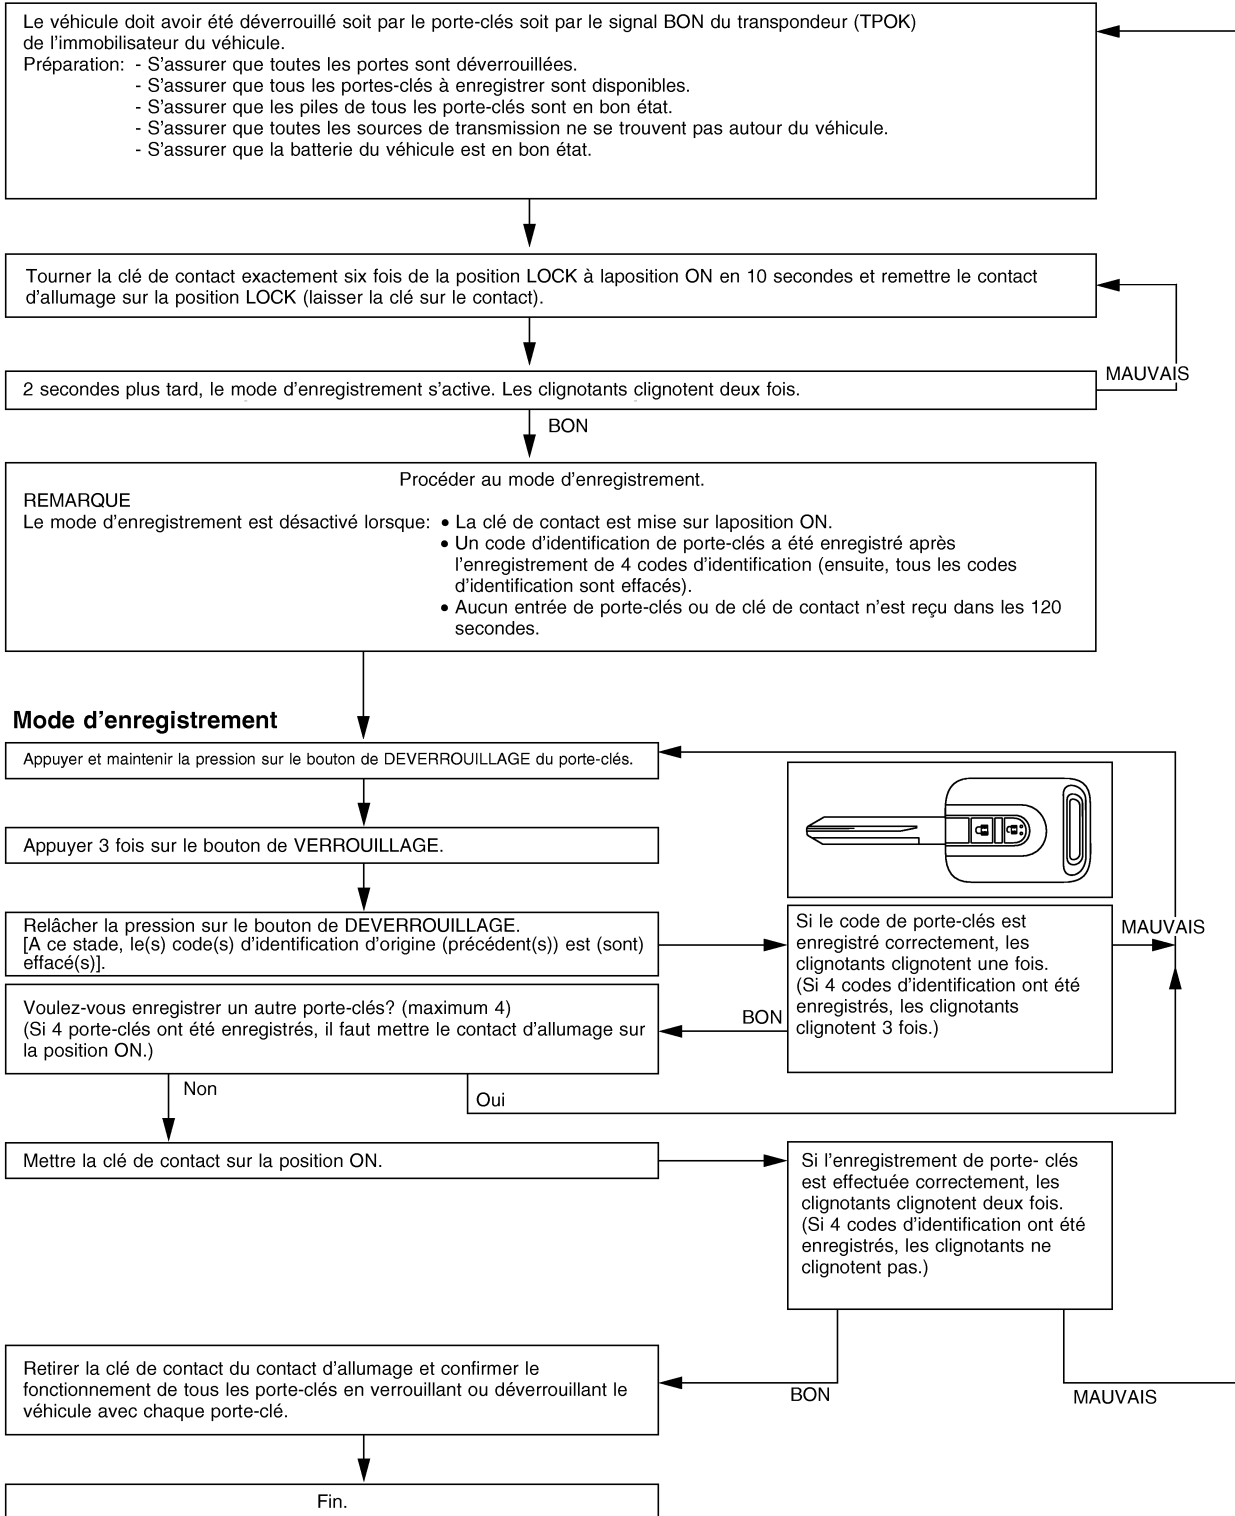 Le véhicule doit avoir été déverrouillé soit par le porte-clés soit par le signal BON du transpondeur (TPOK)
de l'immobilisateur du véhicule.
Préparation: - S'assurer que toutes les portes sont déverrouillées.
- S'assurer que tous les portes-clés à enregistrer sont disponibles.
- S'assurer que les piles de tous les porte-clés sont en bon état.
- S'assurer que toutes les sources de transmission ne se trouvent pas autour du véhicule.
- S'assurer que la batterie du véhicule est en bon état.
Tourner la clé de contact exactement six fois de la position LOCK à laposition ON en 10 secondes et remettre le contact
d'allumage sur la position LOCK (laisser la clé sur le contact).
MAUVAIS
2 secondes plus tard, le mode d'enregistrement s'active. Les clignotants clignotent deux fois.
BON
Procéder au mode d'enregistrement.
REMARQUE
Le mode d'enregistrement est désactivé lorsque: • La clé de contact est mise sur laposition ON.
• Un code d'identification de porte-clés a été enregistré après
l'enregistrement de 4 codes d'identification (ensuite, tous les codes
d'identification sont effacés).
• Aucun entrée de porte-clés ou de clé de contact n'est reçu dans les 120
secondes.
Mode d'enregistrement
Appuyer et maintenir la pression sur le bouton de DEVERROUILLAGE du porte-clés.
Appuyer 3 fois sur le bouton de VERROUILLAGE.
Relâcher la pression sur le bouton de DEVERROUILLAGE.
[A ce stade, le(s) code(s) d'identification d'origine (précédent(s)) est (sont)
effacé(s)].
Si le code de porte-clés est
enregistré correctement, les
clignotants clignotent une fois.
(Si 4 codes d'identification ont été
enregistrés, les clignotants
clignotent 3 fois.)
MAUVAIS
BON
Voulez-vous enregistrer un autre porte-clés? (maximum 4)
(Si 4 porte-clés ont été enregistrés, il faut mettre le contact d'allumage sur
la position ON.)
Non
Oui
Mettre la clé de contact sur la position ON.
Si l'enregistrement de porte- clés
est effectuée correctement, les
clignotants clignotent deux fois.
(Si 4 codes d'identification ont été
enregistrés, les clignotants ne
clignotent pas.)
BON
MAUVAIS
Retirer la clé de contact du contact d'allumage et confirmer le
fonctionnement de tous les porte-clés en verrouillant ou déverrouillant le
véhicule avec chaque porte-clé.
Fin.